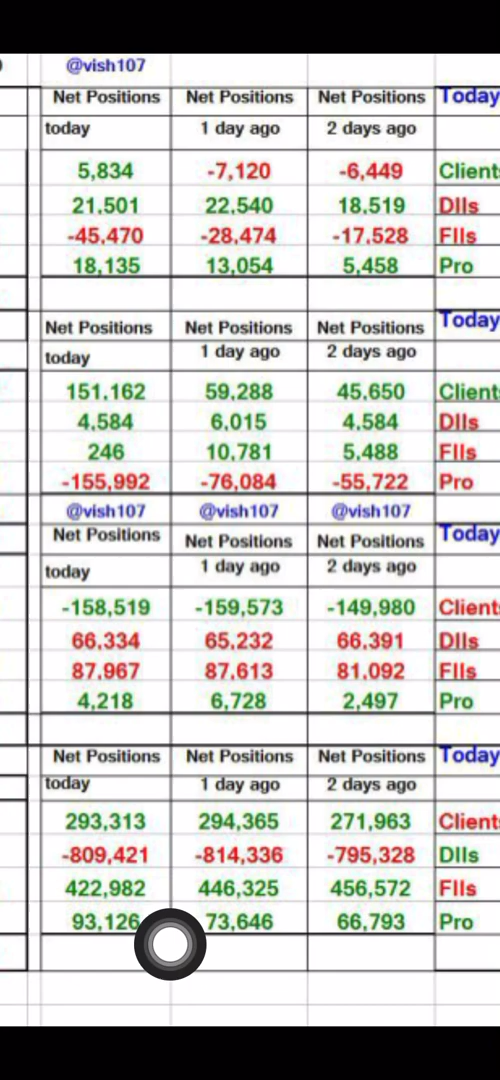 @vish107
Net Positions Net Positions Net Positions Today
today 1 day ago 2 days ago
5,834 -7,120 -6,449 Clients
21,501 22,540 18,519 DIIs
-45,470 -28,474 -17,528 FIIs
18,135 13,054 5,458 Pro
Net Positions Net Positions Net Positions Today
today 1 day ago 2 days ago
151,162 59,288 45,650 Clients
4,584 6,015 4,584 DIIs
246 10,781 5,488 FIIs
-155,992 -76,084 -55,722 Pro
@vish107 @vish107 @vish107
Net Positions Net Positions Net Positions Today
today 1 day ago 2 days ago
-158,519 -159,573 -149,980 Clients
66,334 65,232 66,391 DIIs
87,967 87,613 81,092 FIIs
4,218 6,728 2,497 Pro
Net Positions Net Positions Net Positions Today
today 1 day ago 2 days ago
293,313 294,365 271,963 Clients
-809,421 -814,336 -795,328 DIIs
422,982 446,325 456,572 FIIs
93,126 73,646 66,793 Pro